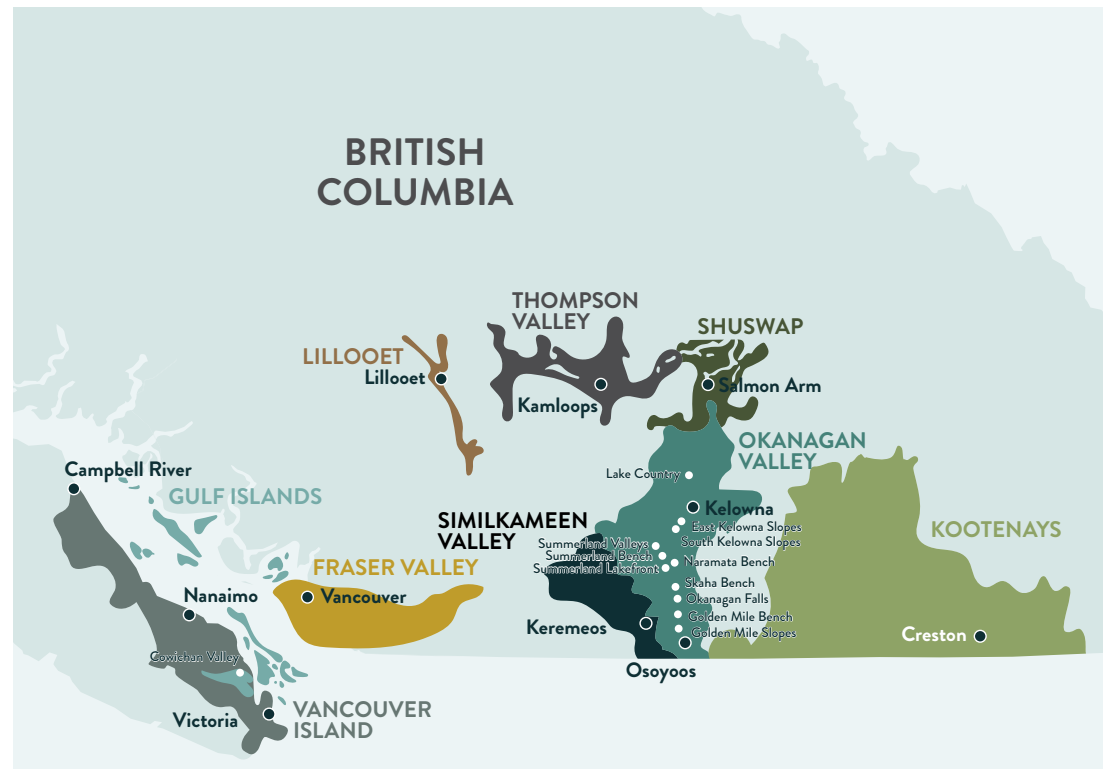 BRITISH
COLUMBIA
THOMPSON
VALLEY
SHUSWAP
LILLOOET
Lillooet
Salmon Arm
Kamloops
OKANAGAN
VALLEY
Campbell River
Lake Country
GULF ISLANDS
Kelowna
SIMILKAMEEN
VALLEY
East Kelowna Slopes
KOOTENAYS
South Kelowna Slopes
Summerland Valleys
Summerland Bench
Naramata Bench
Summerland Lakefront
FRASER VALLEY
Skaha Bench
Nanaimo
Vancouver
Okanagan Falls
Golden Mile Bench
Keremeos
Golden Mile Slopes
Creston
Cowichan Valley
Osoyoos
VANCOUVER
ISLAND
Victoria